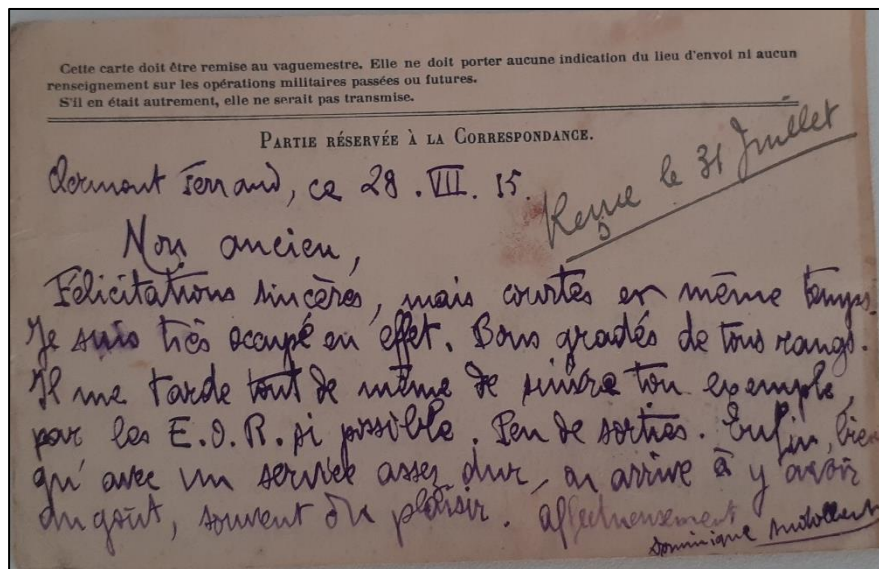 Cette carte doit être remise au vaguemestre. Elle ne doit porter aucune indication du lieu d'envoi ni aucun
renseignement sur les opérations militaires passées ou futures.
S'il en était autrement, elle ne serait pas transmise.
PARTIE RÉSERVÉE À LA CORRESPONDANCE.
Clermont Ferrand, ce 28. VII. 15.
Reçue le 31 Juillet
Mon ancien,
Félicitations sincères, mais courtes en même temps.
Je suis très occupé en effet. Bons gradés de tous rangs.
Il me tarde tout de même de suivre ton exemple,
par les E.O.R. si possible. Peu de sorties. Enfin, bien
qu'avec un service assez dur, on arrive à y avoir
du goût, souvent du plaisir. Affectueusement
Dominique